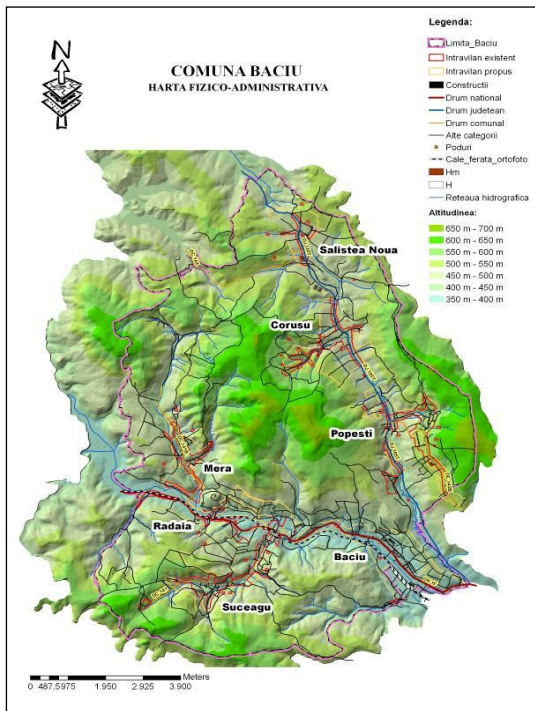 N
COMUNA BACIU
HARTA FIZICO-ADMINISTRATIVA
Legenda:
Limita_Baciu
Intravilan existent
Intravilan propus
Constructii
Drum national
Drum judetean
Drum comunal
Alte categorii
Poduri
Cale_ferata_ortofoto
Hm
H
Reteaua hidrografica
Altitudinea:
650 m - 700 m
600 m - 650 m
550 m - 600 m
500 m - 550 m
450 m - 500 m
400 m - 450 m
350 m - 400 m
Salistea Noua
Corusu
Popesti
Mera
Radaia
Baciu
Suceagu
Meters
0 487,5975 1.950 2.925 3.900